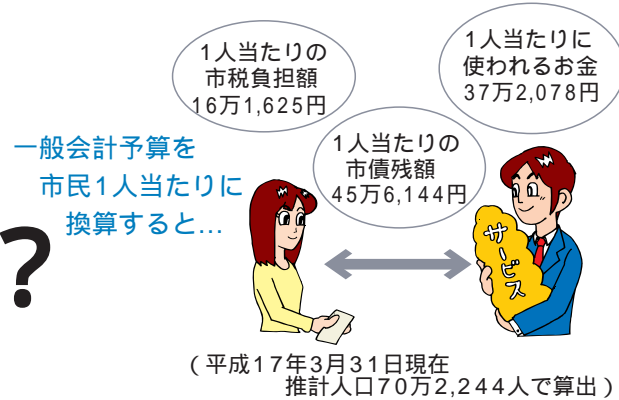 1人当たりの
市税負担額
16万1,625円
1人当たりに
使われるお金
37万2,078円
1人当たりの
市債残額
45万6,144円
一般会計予算を
市民1人当たりに
換算すると…
?
サービス
(平成17年3月31日現在
推計人口70万2,244人で算出)